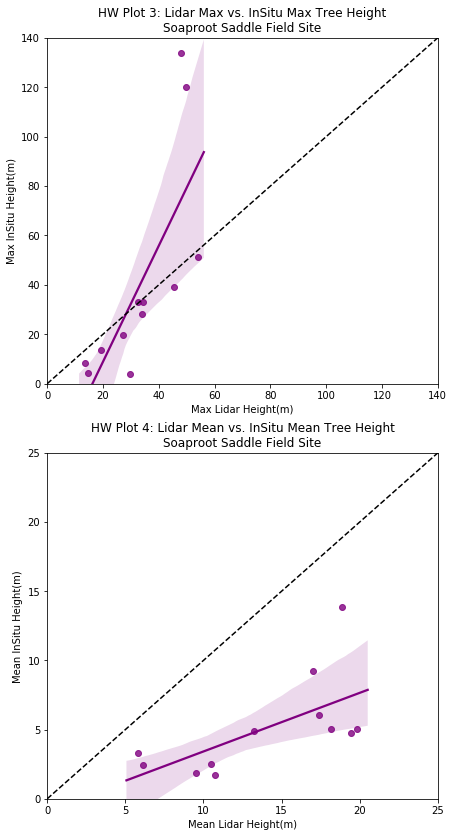 HW Plot 3: Lidar Max vs. InSitu Max Tree Height
Soaproot Saddle Field Site
140
120
100
80
60
40
20
0
Max InSitu Height(m)
0 20 40 60 80 100 120 140
Max Lidar Height(m)
HW Plot 4: Lidar Mean vs. InSitu Mean Tree Height
Soaproot Saddle Field Site
25
20
15
10
5
0
Mean InSitu Height(m)
0 5 10 15 20 25
Mean Lidar Height(m)